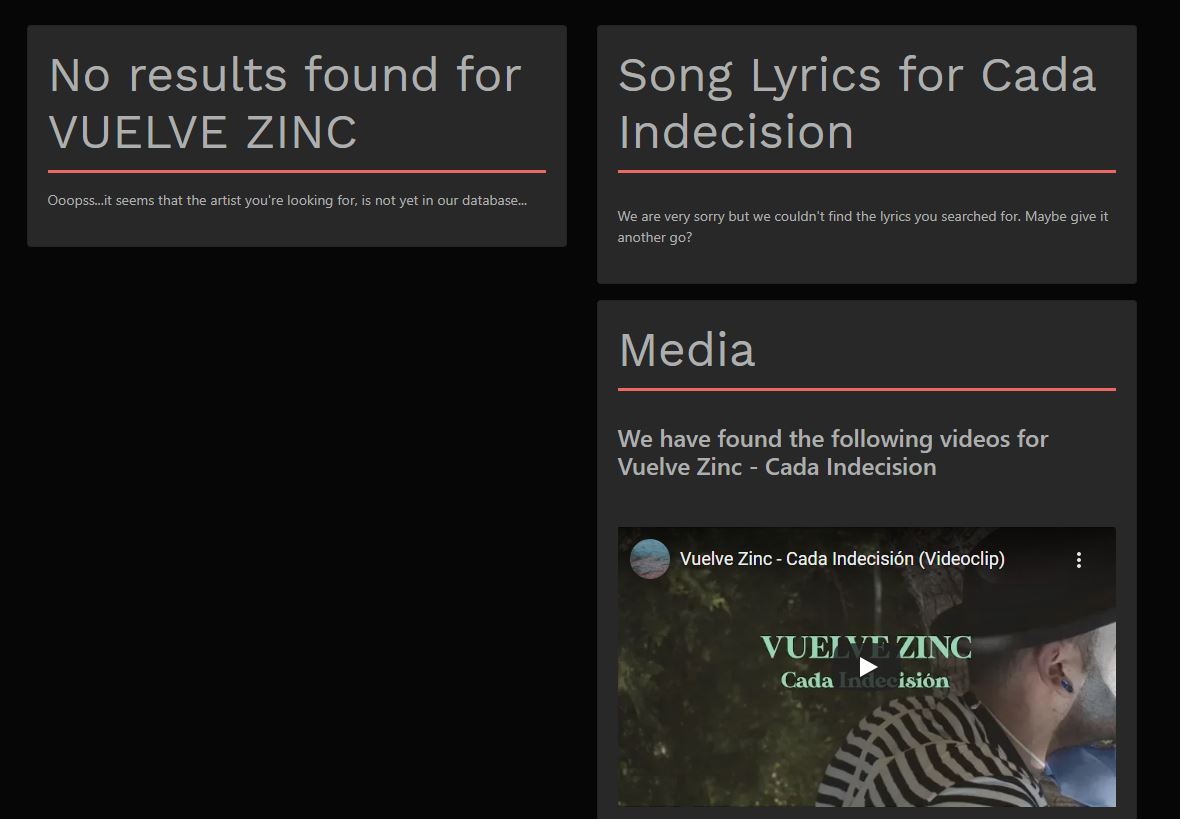 No results found for
VUELVE ZINC
Ooopss...it seems that the artist you're looking for, is not yet in our database...
Song Lyrics for Cada
Indecision
We are very sorry but we couldn't find the lyrics you searched for. Maybe give it
another go?
Media
We have found the following videos for
Vuelve Zinc - Cada Indecision
Vuelve Zinc - Cada Indecisión (Videoclip)
VUELVE ZINC
Cada Indecisión